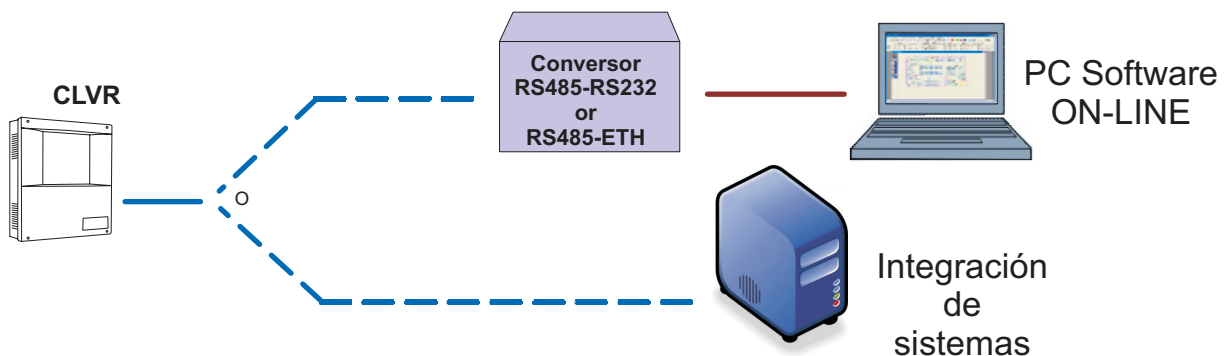 CLVR
Conversor
RS485-RS232
or
RS485-ETH
PC Software
ON-LINE
O
Integración
de
sistemas